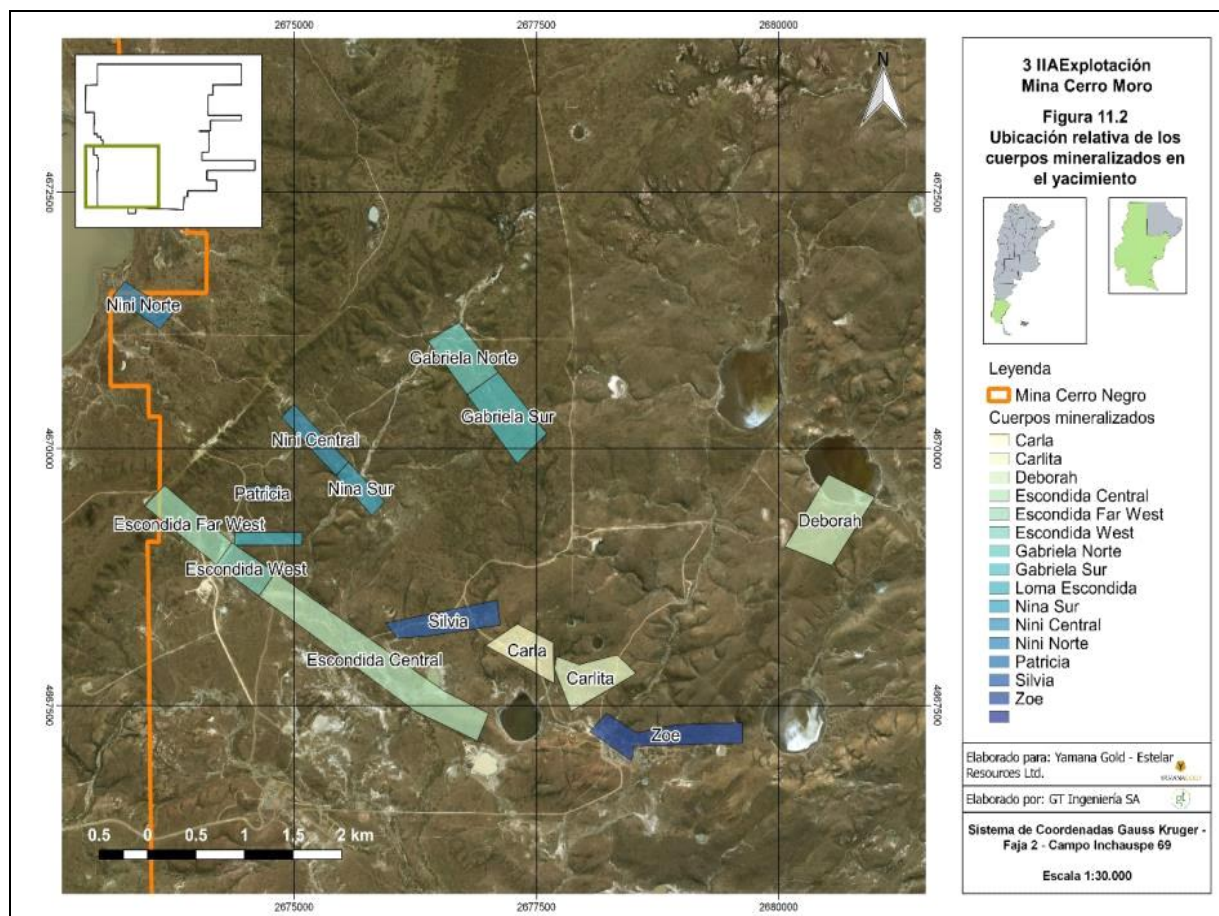 2675000
2677500
2680000
N
4672500
4672500
Nini Norte
Gabriela Norte
Gabriela Sur
Nini Central
Nina Sur
4670000
4670000
Patricia
Escondida Far West
Escondida West
Deborah
Silvia
Carla
Escondida Central
Carlita
4667500
4667500
Zoe
0.5 0 0.5 1 1.5 2 km
2675000
2677500
2680000
3 IIAExplotación
Mina Cerro Moro
Figura 11.2
Ubicación relativa de los
cuerpos mineralizados en
el yacimiento
Leyenda
Mina Cerro Negro
Cuerpos mineralizados
Carla
Carlita
Deborah
Escondida Central
Escondida Far West
Escondida West
Gabriela Norte
Gabriela Sur
Loma Escondida
Nina Sur
Nini Central
Nini Norte
Patricia
Silvia
Zoe
Elaborado para: Yamana Gold - Estelar
Resources Ltd.
YAMANAGOLD
Elaborado por: GT Ingeniería SA
gt
Sistema de Coordenadas Gauss Kruger -
Faja 2 - Campo Inchauspe 69
Escala 1:30.000